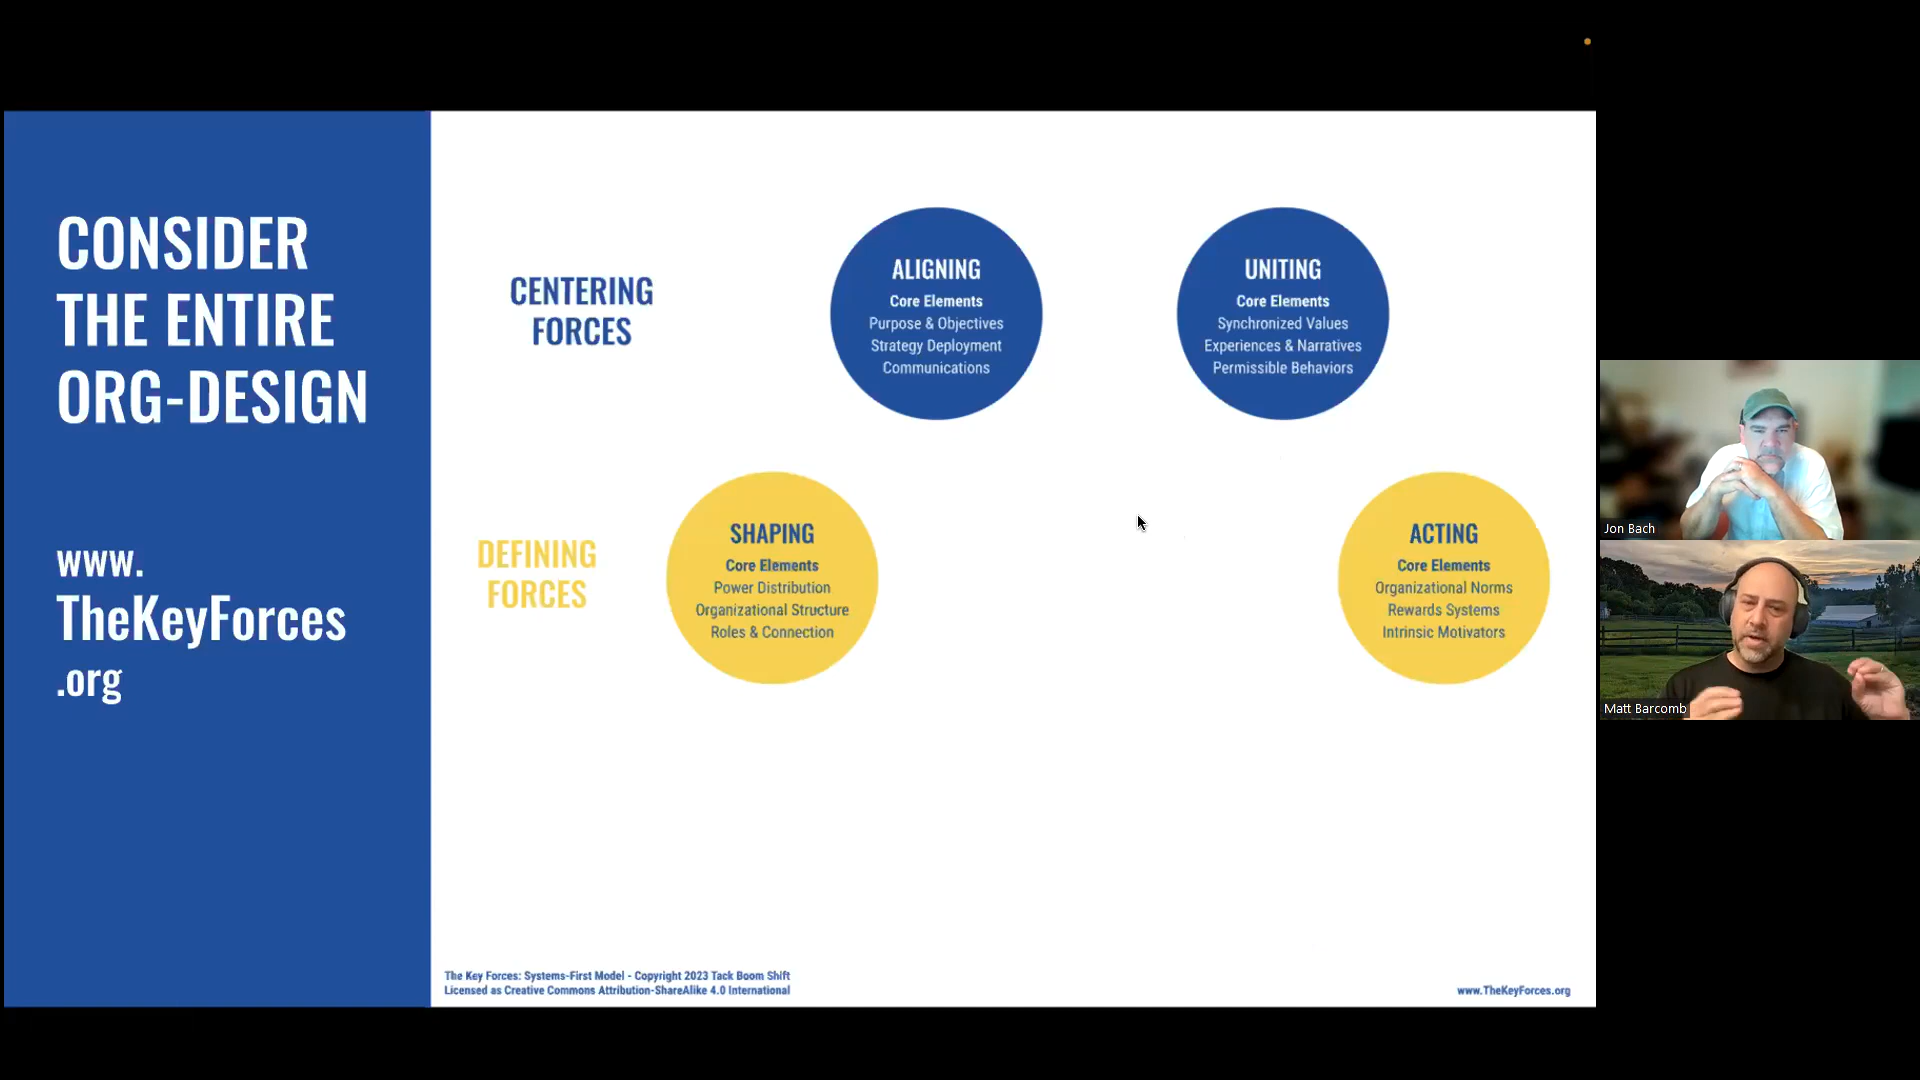 CONSIDER
THE ENTIRE
ORG-DESIGN
www.
TheKeyForces
.org
CENTERING
FORCES
ALIGNING
Core Elements
Purpose & Objectives
Strategy Deployment
Communications
UNITING
Core Elements
Synchronized Values
Experiences & Narratives
Permissible Behaviors
DEFINING
FORCES
SHAPING
Core Elements
Power Distribution
Organizational Structure
Roles & Connection
ACTING
Core Elements
Organizational Norms
Rewards Systems
Intrinsic Motivators
The Key Forces: Systems-First Model - Copyright 2023 Tack Boom Shift
Licensed as Creative Commons Attribution-ShareAlike 4.0 International
www.TheKeyForces.org
Jon Bach
Matt Barcomb